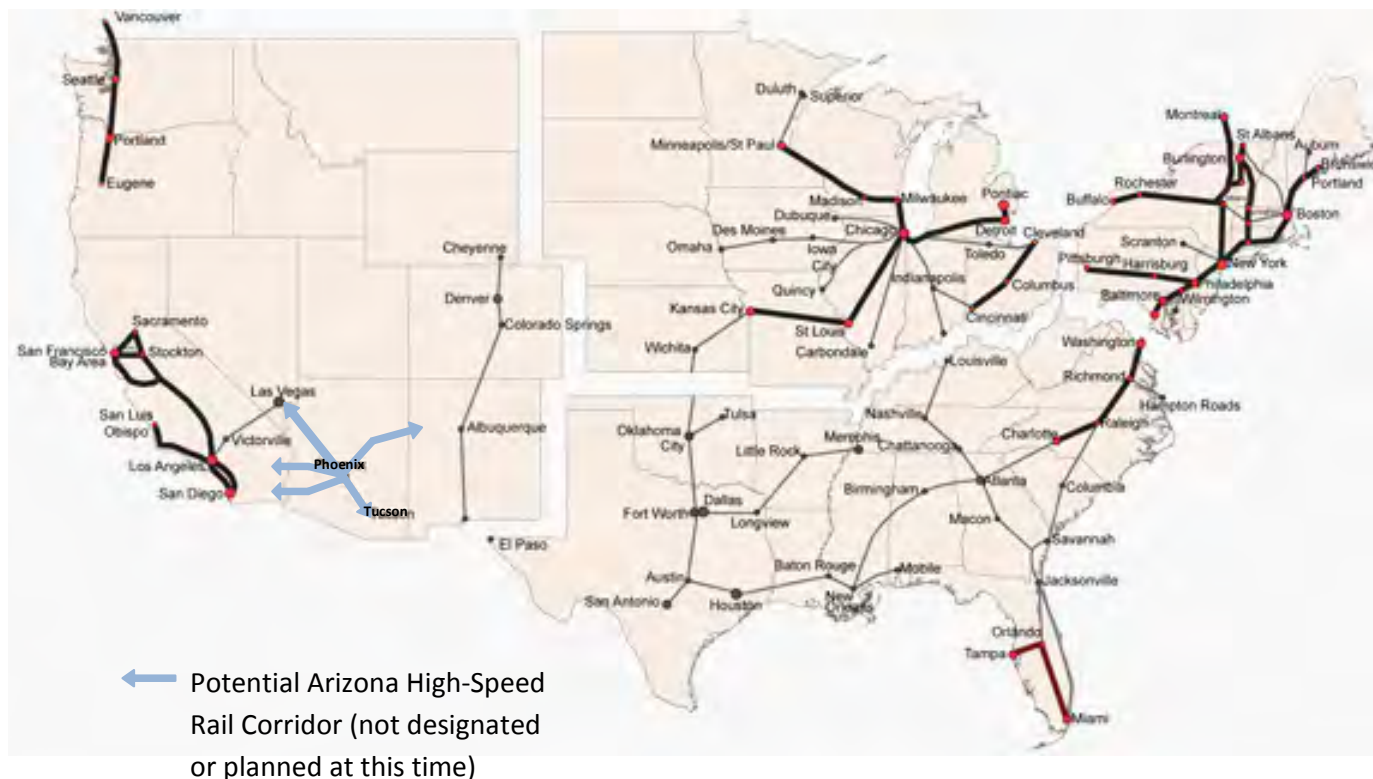 Vancouver
Seattle
Portland
Eugene
Duluth
Superior
Minneapolis/St Paul
Madison
Milwaukee
Pontiac
Dubuque
Chicago
Detroit
Cleveland
Des Moines
Omaha
Iowa
City
Toledo
Quincy
Indianapolis
Columbus
Kansas City
St Louis
Cincinnati
Carbondale
Wichita
Montreal
St Albans
Burlington
Auburn
Portland
Rochester
Buffalo
Boston
Scranton
Pittsburgh
Harrisburg
New York
Philadelphia
Baltimore
Wilmington
Cheyenne
Denver
Colorado Springs
Albuquerque
El Paso
Sacramento
San Francisco
Bay Area
Stockton
Las Vegas
San Luis
Obispo
Victorville
Los Angeles
San Diego
Phoenix
Tucson
Washington
Richmond
Hampton Roads
Raleigh
Charlotte
Louisville
Nashville
Chattanooga
Memphis
Little Rock
Tulsa
Oklahoma
City
Birmingham
Atlanta
Columbia
Macon
Savannah
Dallas
Fort Worth
Longview
Jacksonville
Baton Rouge
Mobile
New
Orleans
Austin
San Antonio
Houston
Orlando
Tampa
Miami
Potential Arizona High-Speed
Rail Corridor (not designated
or planned at this time)